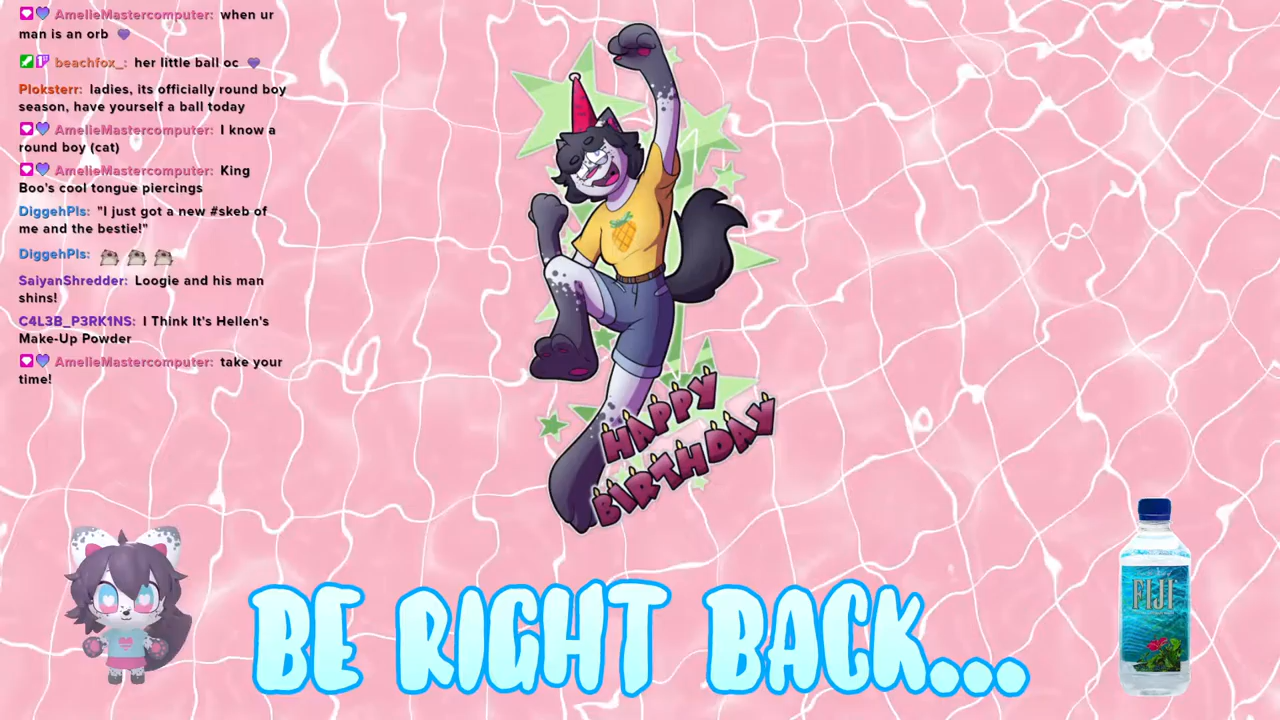 AmelieMastercomputer: when ur
man is an orb
beachfox_: her little ball oc
Ploksterr: ladies, its officially round boy
season, have yourself a ball today
AmelieMastercomputer: I know a
round boy (cat)
AmelieMastercomputer: King
Boo's cool tongue piercings
DiggehPls: "I just got a new #skeb of
me and the bestie!"
DiggehPls:
SaiyanShredder: Loogie and his man
shins!
C4L3B_P3RK1NS: I Think It's Hellen's
Make-Up Powder
AmelieMastercomputer: take your
time!
HAPPY
BIRTHDAY
FIJI
BE RIGHT BACK...